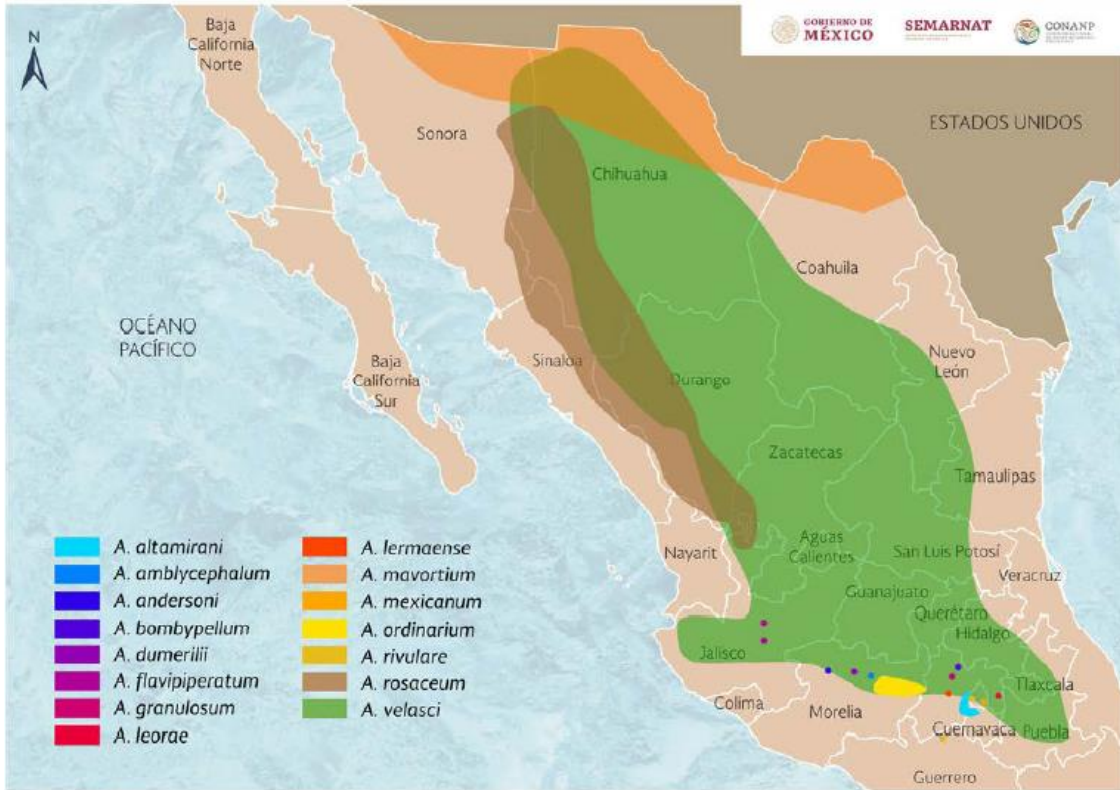 Baja
California
Norte
N
GOBIERNO DE
MÉXICO
SEMARNAT
CONANP
ESTADOS UNIDOS
Sonora
Chihuahua
Coahuila
OCÉANO
PACÍFICO
Baja
California
Sur
Sinaloa
Durango
Nuevo
León
Zacatecas
Tamaulipas
Nayarit
Aguas
Calientes
San Luis Potosí
Veracruz
Guanajuato
Querétaro
Hidalgo
Jalisco
Tlaxcala
Colima
Morelia
Cuernavaca
Puebla
Guerrero
A. altamirani
A. amblycephalum
A. andersoni
A. bombypellum
A. dumerilii
A. flavipiperatum
A. granulosum
A. leorae
A. lermaense
A. mavortium
A. mexicanum
A. ordinarium
A. rivulare
A. rosaceum
A. velasci